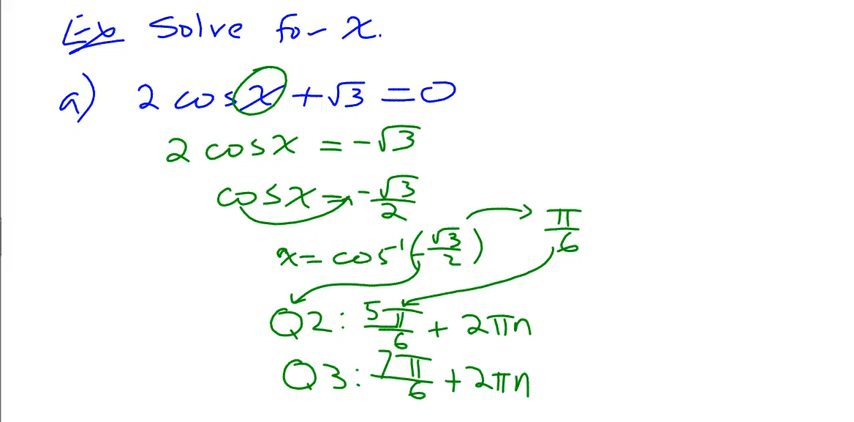 Ex Solve for x.
a) 2 cos x + √3 = 0
2 cos x = -√3
cos x = -√3/2
x = cos⁻¹(-√3/2) π/6
Q2: 5π/6 + 2πn
Q3: 7π/6 + 2πn